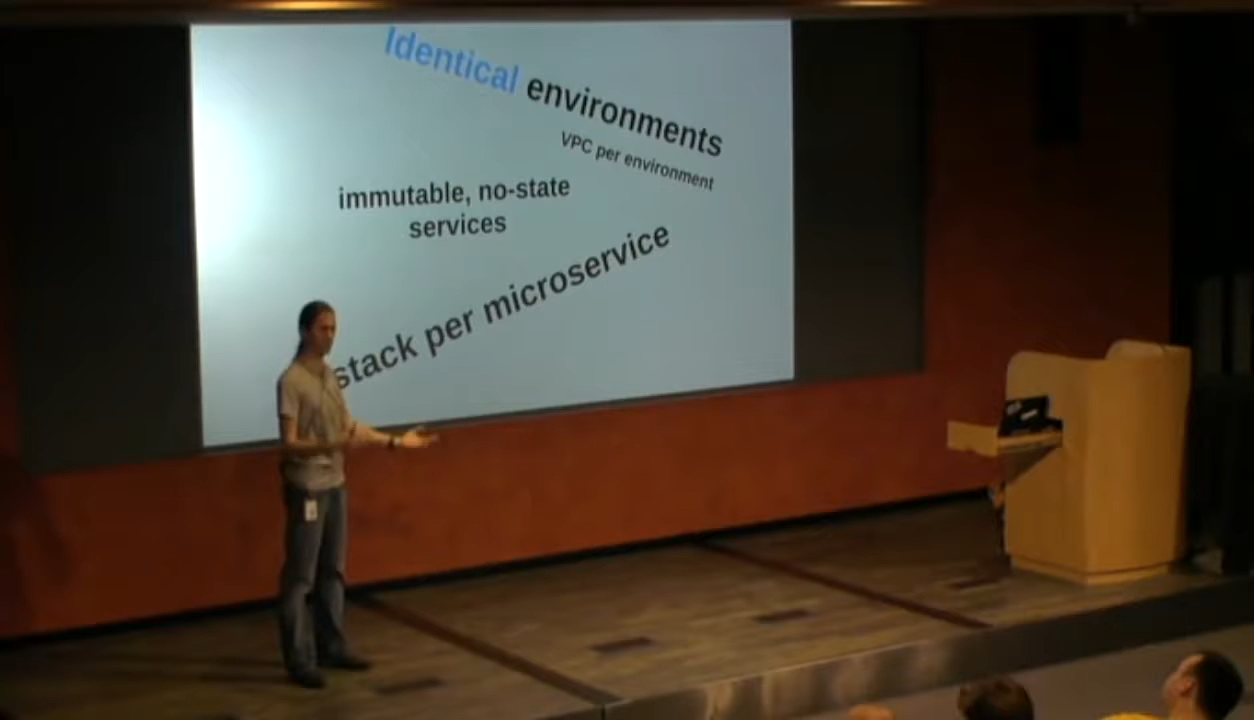 Identical environments
VPC per environment
immutable, no-state
services
stack per microservice